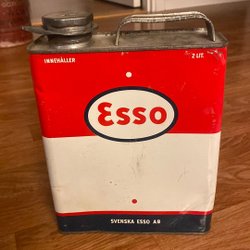 INNEHÅLLER
2 LIT.
Esso
SVENSKA ESSO AB